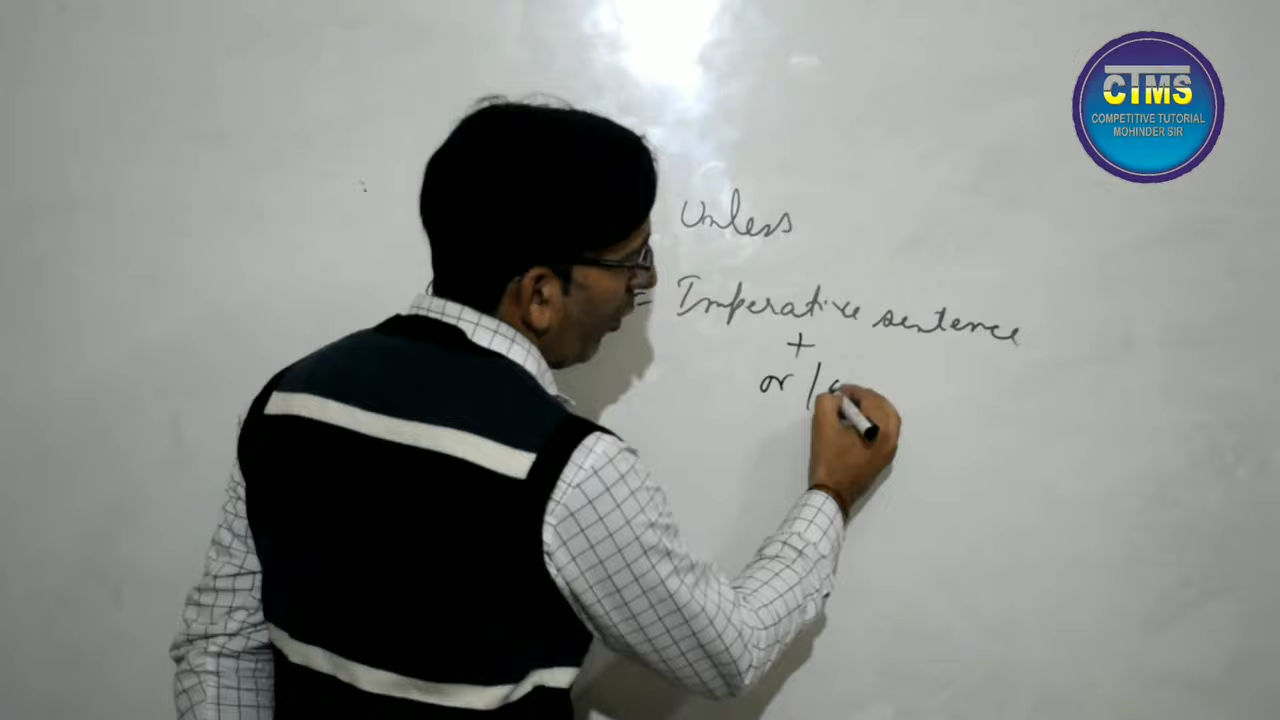 CTMS
COMPETITIVE TUTORIAL
MOHINDER SIR
Unless
= Imperative sentence
+
or /